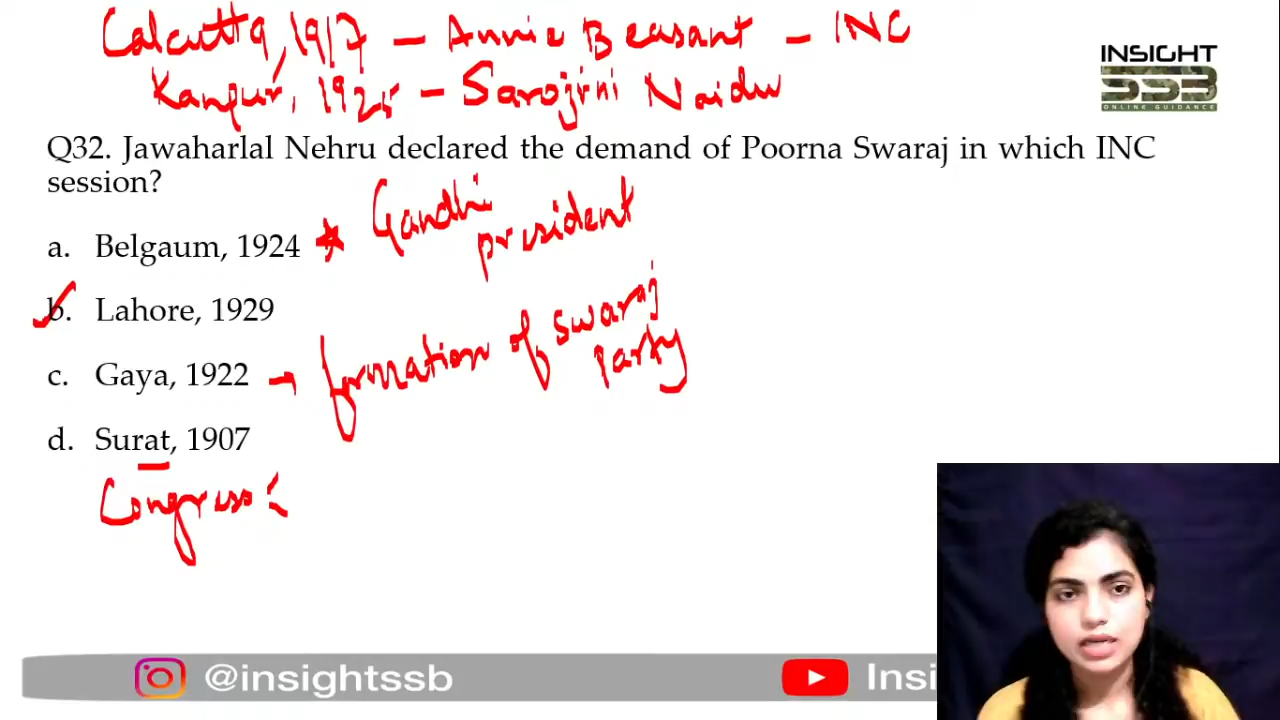 Calcutta, 1917 – Annie Beasant – INC
Kanpur, 1925 – Sarojini Naidu
INSIGHT
SSB
ONLINE GUIDANCE
Q32. Jawaharlal Nehru declared the demand of Poorna Swaraj in which INC
session?
Gandhi
president
a. Belgaum, 1924
b. Lahore, 1929
c. Gaya, 1922 → formation of swaraj
party
d. Surat, 1907
Congress
@insightssb
Insi